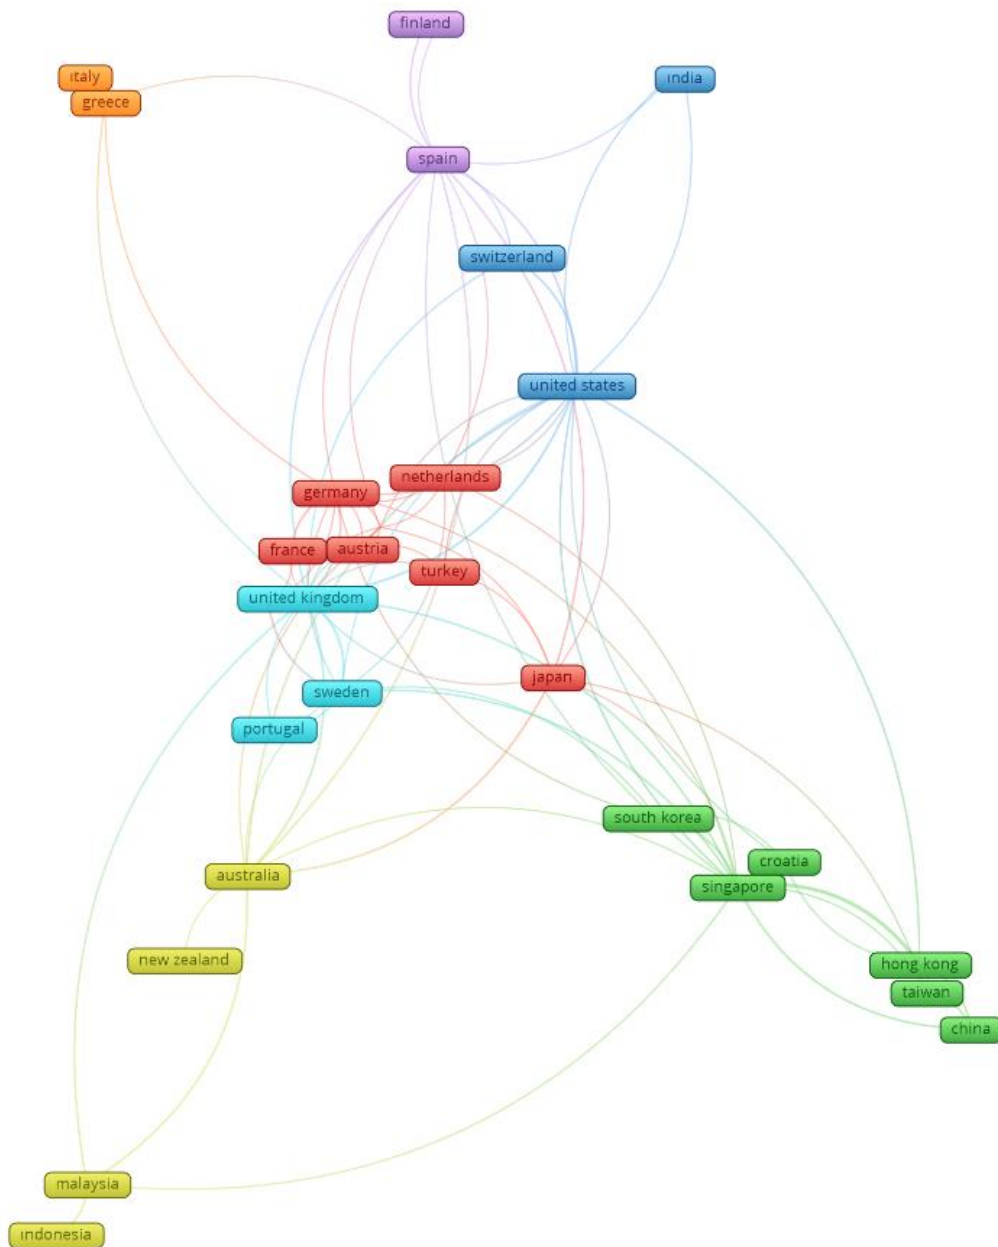 finland
italy
india
greece
spain
switzerland
united states
netherlands
germany
france
austria
turkey
united kingdom
japan
sweden
portugal
south korea
croatia
australia
singapore
new zealand
hong kong
taiwan
china
malaysia
indonesia